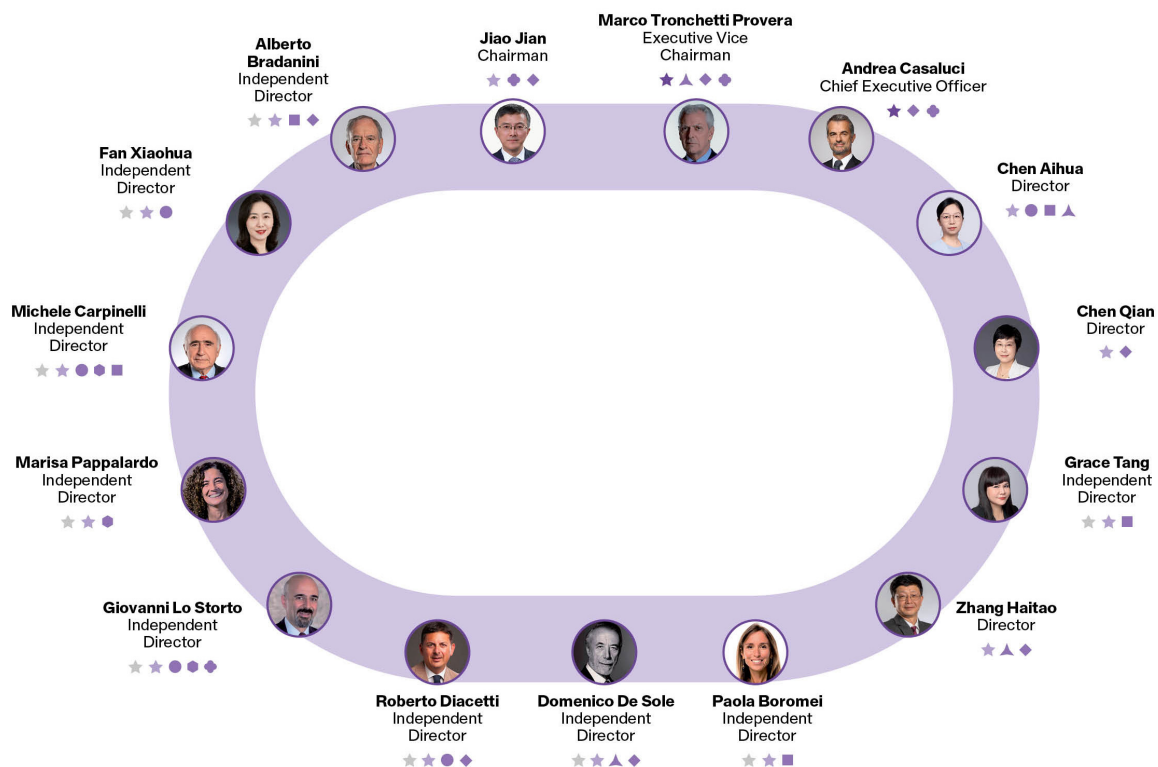 Marco Tronchetti Provera
Executive Vice
Chairman
Jiao Jian
Chairman
Alberto
Bradanini
Independent
Director
Andrea Casaluci
Chief Executive Officer
Fan Xiaohua
Independent
Director
Chen Aihua
Director
Michele Carpinelli
Independent
Director
Chen Qian
Director
Marisa Pappalardo
Independent
Director
Grace Tang
Independent
Director
Giovanni Lo Storto
Independent
Director
Zhang Haitao
Director
Roberto Diacetti
Independent
Director
Domenico De Sole
Independent
Director
Paola Boromei
Independent
Director